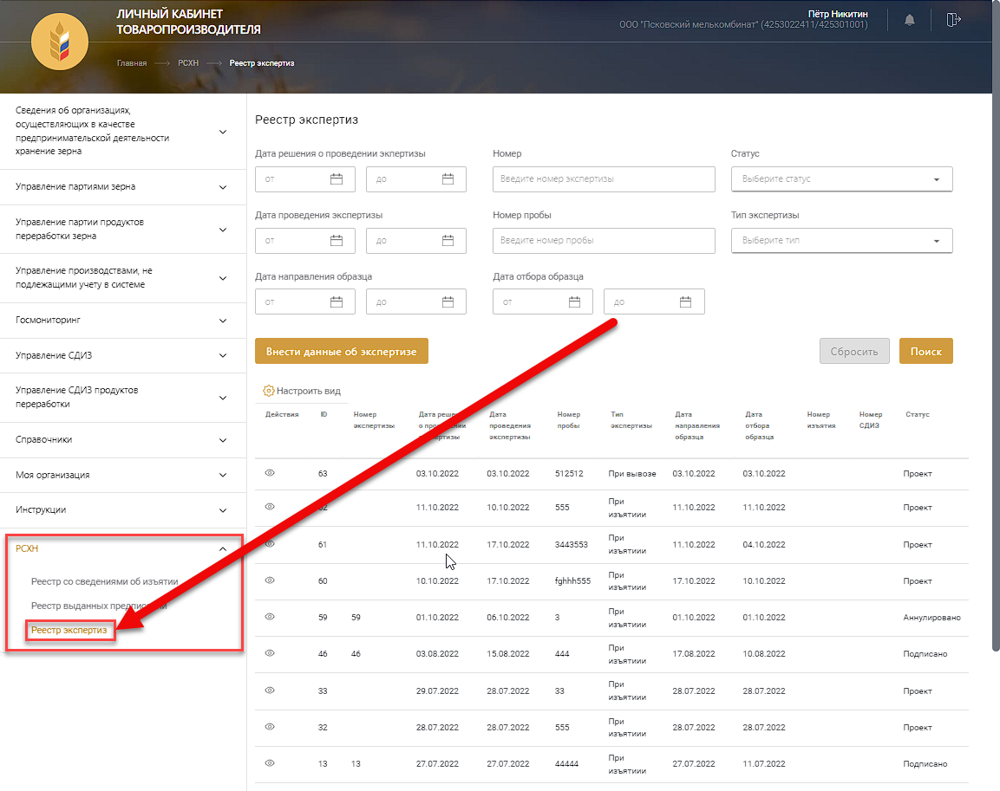 ЛИЧНЫЙ КАБИНЕТ
ТОВАРОПРОИЗВОДИТЕЛЯ
Пётр Никитин
ООО "Псковский мелькомбинат" (4253022411/425301001)
Главная РСХН Реестр экспертиз
Сведения об организациях,
осуществляющих в качестве
предпринимательской деятельности
хранение зерна
Управление партиями зерна
Управление партии продуктов
переработки зерна
Управление производствами, не
подлежащими учету в системе
Госмониторинг
Управление СДИЗ
Управление СДИЗ продуктов
переработки
Справочники
Моя организация
Инструкции
РСХН
Реестр со сведениями об изъятии
Реестр выданных
Реестр экспертиз
Реестр экспертиз
Дата решения о проведении экпертизы Номер Статус
от до Введите номер экспертизы Выберите статус
Дата проведения экспертизы Номер пробы Тип экспертизы
от до Введите номер пробы Выберите тип
Дата направления образца Дата отбора образца
от до от до
Внести данные об экспертизе Сбросить Поиск
Настроить вид
Действия ID Номер Дата Дата Номер Тип Дата Дата Номер Номер Статус
экспертизы о проведения пробы экспертизы направления отбора изъятия СДИЗ
экспертизы образца образца
63 03.10.2022 03.10.2022 512512 При вывозе 03.10.2022 03.10.2022 Проект
11.10.2022 10.10.2022 555 При изъятиии 11.10.2022 11.10.2022 Проект
61 11.10.2022 17.10.2022 3443553 При изъятиии 11.10.2022 04.10.2022 Проект
60 10.10.2022 17.10.2022 fghhh555 При изъятиии 17.10.2022 10.10.2022 Проект
59 59 01.10.2022 06.10.2022 3 При изъятиии 01.10.2022 01.10.2022 Аннулировано
46 46 03.08.2022 15.08.2022 444 При изъятиии 17.08.2022 10.08.2022 Подписано
33 29.07.2022 28.07.2022 33 При изъятиии 28.07.2022 28.07.2022 Проект
32 28.07.2022 28.07.2022 555 При изъятиии 28.07.2022 28.07.2022 Проект
13 13 27.07.2022 27.07.2022 44444 При изъятиии 27.07.2022 11.07.2022 Подписано